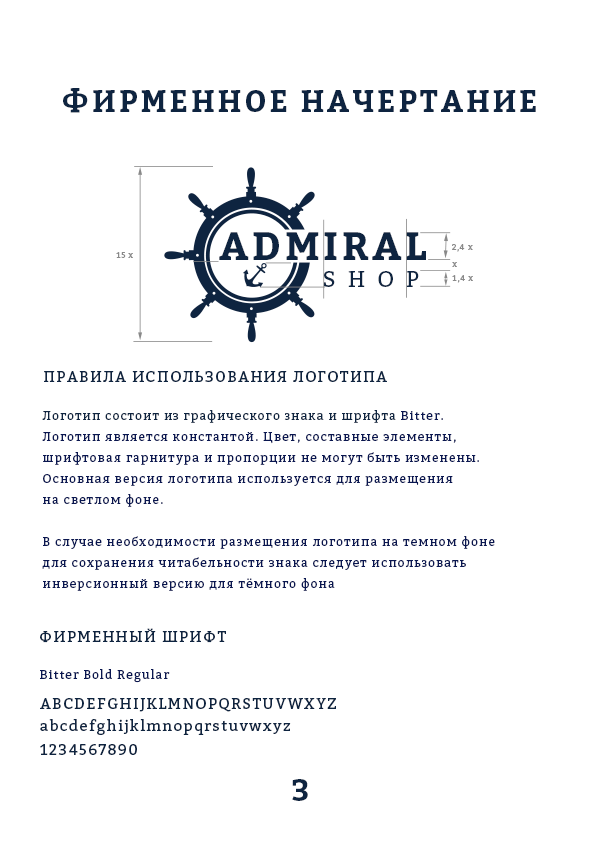 ФИРМЕННОЕ НАЧЕРТАНИЕ
15 x
ADMIRAL
SHOP
2,4 x
x
1,4 x
ПРАВИЛА ИСПОЛЬЗОВАНИЯ ЛОГОТИПА
Логотип состоит из графического знака и шрифта Bitter.
Логотип является константой. Цвет, составные элементы,
шрифтовая гарнитура и пропорции не могут быть изменены.
Основная версия логотипа используется для размещения
на светлом фоне.
В случае необходимости размещения логотипа на темном фоне
для сохранения читабельности знака следует использовать
инверсионный версию для тёмного фона
ФИРМЕННЫЙ ШРИФТ
Bitter Bold Regular
ABCDEFGHIJKLMNOPQRSTUVWXYZ
abcdefghijklmnopqrstuvwxyz
1234567890
3